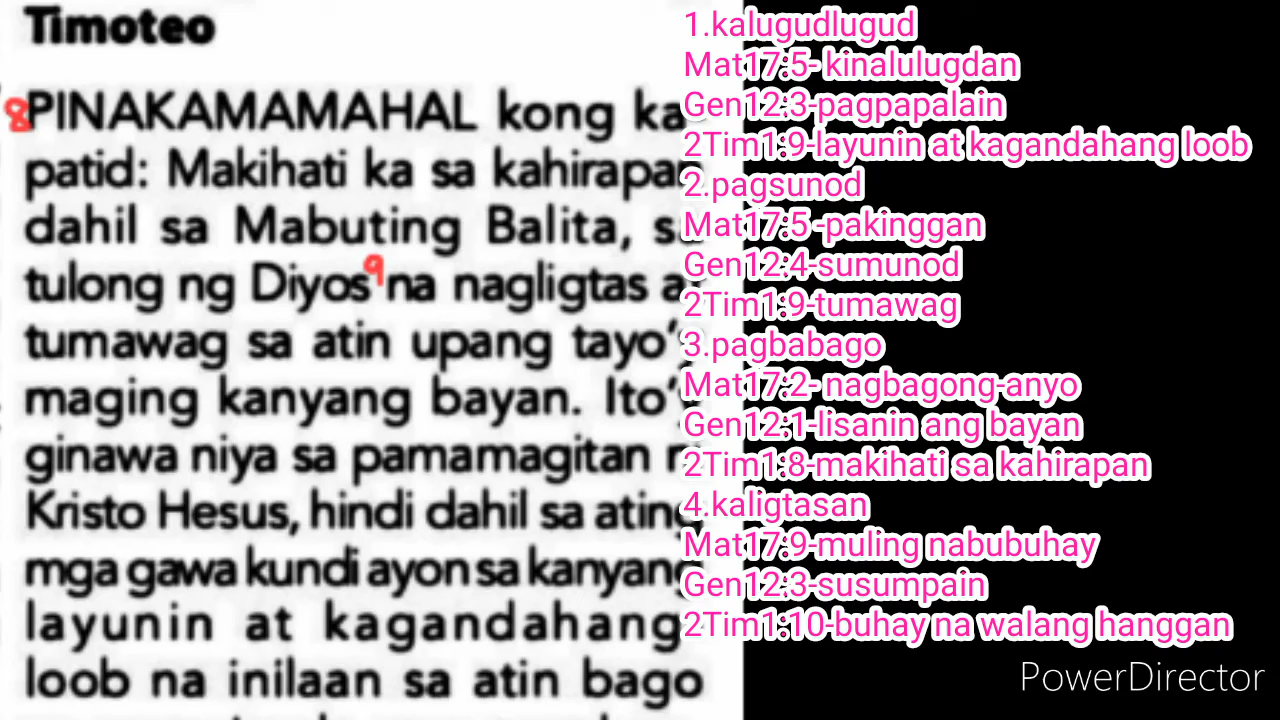 Timoteo
8 PINAKAMAMAHAL kong ka
patid: Makihati ka sa kahirapan
dahil sa Mabuting Balita, sa
tulong ng Diyos 9 na nagligtas
tumawag sa atin upang tayo'y
maging kanyang bayan. Ito'y
ginawa niya sa pamamagitan
Kristo Hesus, hindi dahil sa ating
mga gawa kundi ayon sa kanyang
layunin at kagandahang-
loob na inilaan sa atin bago
1.kalugudlugud
Mat17:5- kinalulugdan
Gen12:3-pagpapalain
2Tim1:9-layunin at kagandahang loob
2.pagsunod
Mat17:5 -pakinggan
Gen12:4-sumunod
2Tim1:9-tumawag
3.pagbabago
Mat17:2- nagbagong-anyo
Gen12:1-lisanin ang bayan
2Tim1:8-makihati sa kahirapan
4.kaligtasan
Mat17:9-muling nabubuhay
Gen12:3-susumpain
2Tim1:10-buhay na walang hanggan
PowerDirector